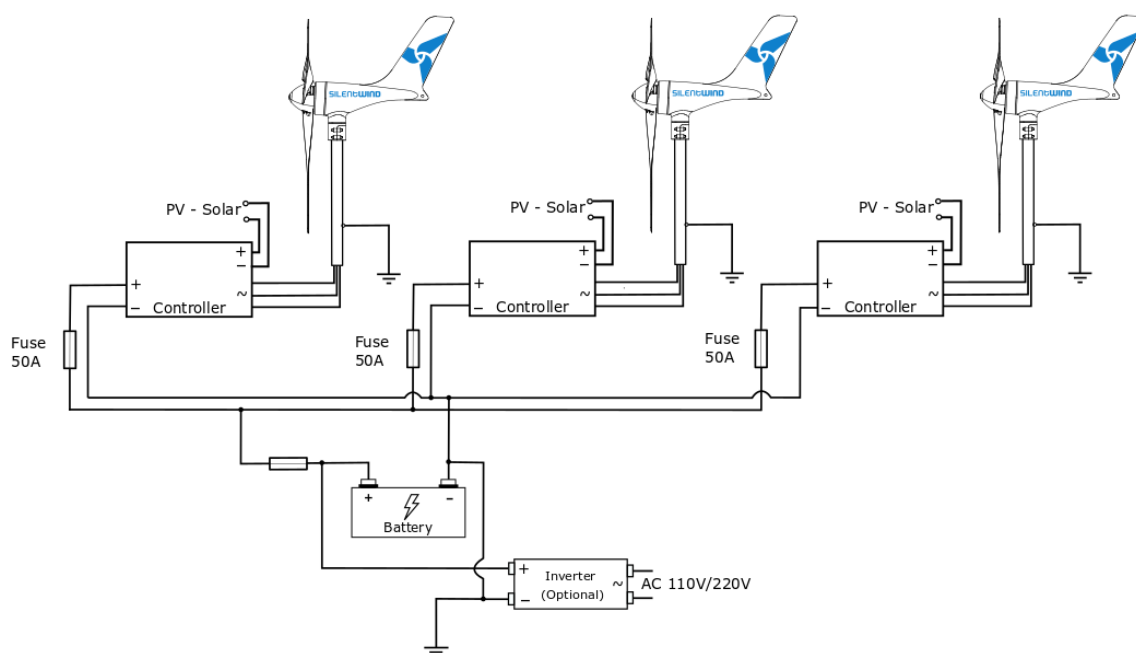 SILENTWIND
SILENTWIND
SILENTWIND
PV - Solar
PV - Solar
PV - Solar
+
−
+
−
+
−
+
−
~
Controller
+
−
~
Controller
+
−
~
Controller
Fuse
50A
Fuse
50A
Fuse
50A
+
-
Battery
+
−
Inverter
(Optional)
~
AC 110V/220V